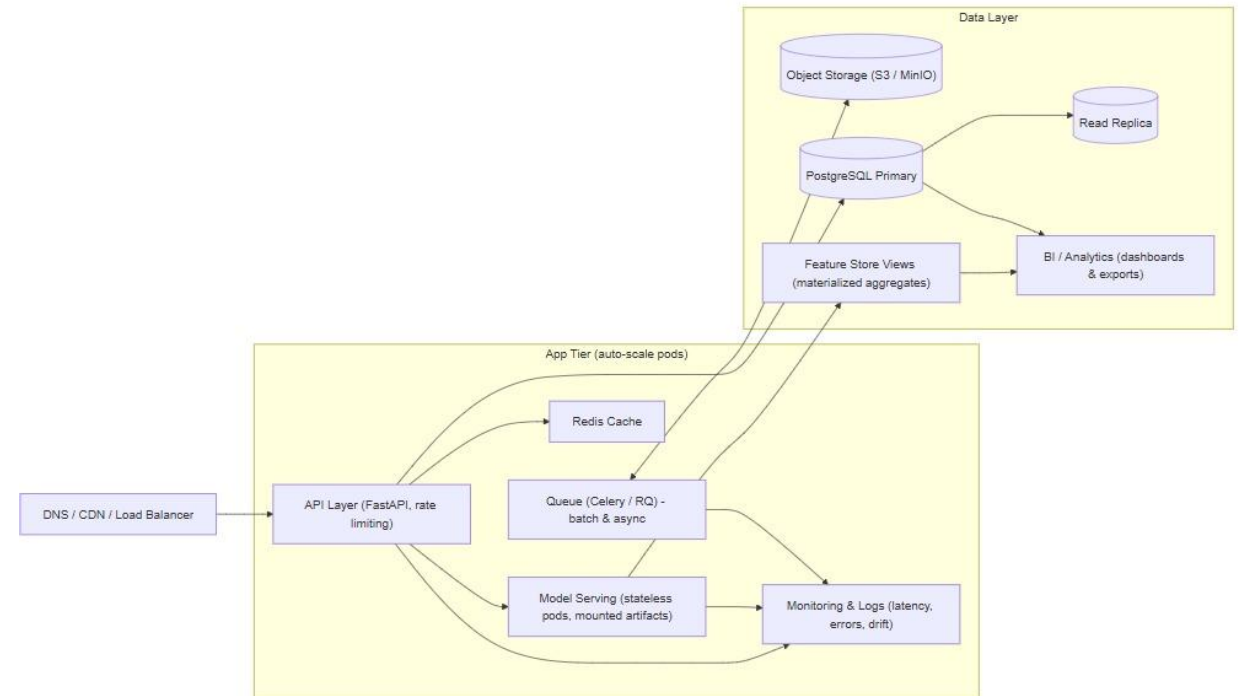 Data Layer
Object Storage (S3 / MinIO)
Read Replica
PostgreSQL Primary
Feature Store Views
(materialized aggregates)
BI / Analytics (dashboards
& exports)
App Tier (auto-scale pods)
Redis Cache
DNS / CDN / Load Balancer
API Layer (FastAPI, rate
limiting)
Queue (Celery / RQ) -
batch & async
Model Serving (stateless
pods, mounted artifacts)
Monitoring & Logs (latency,
errors, drift)